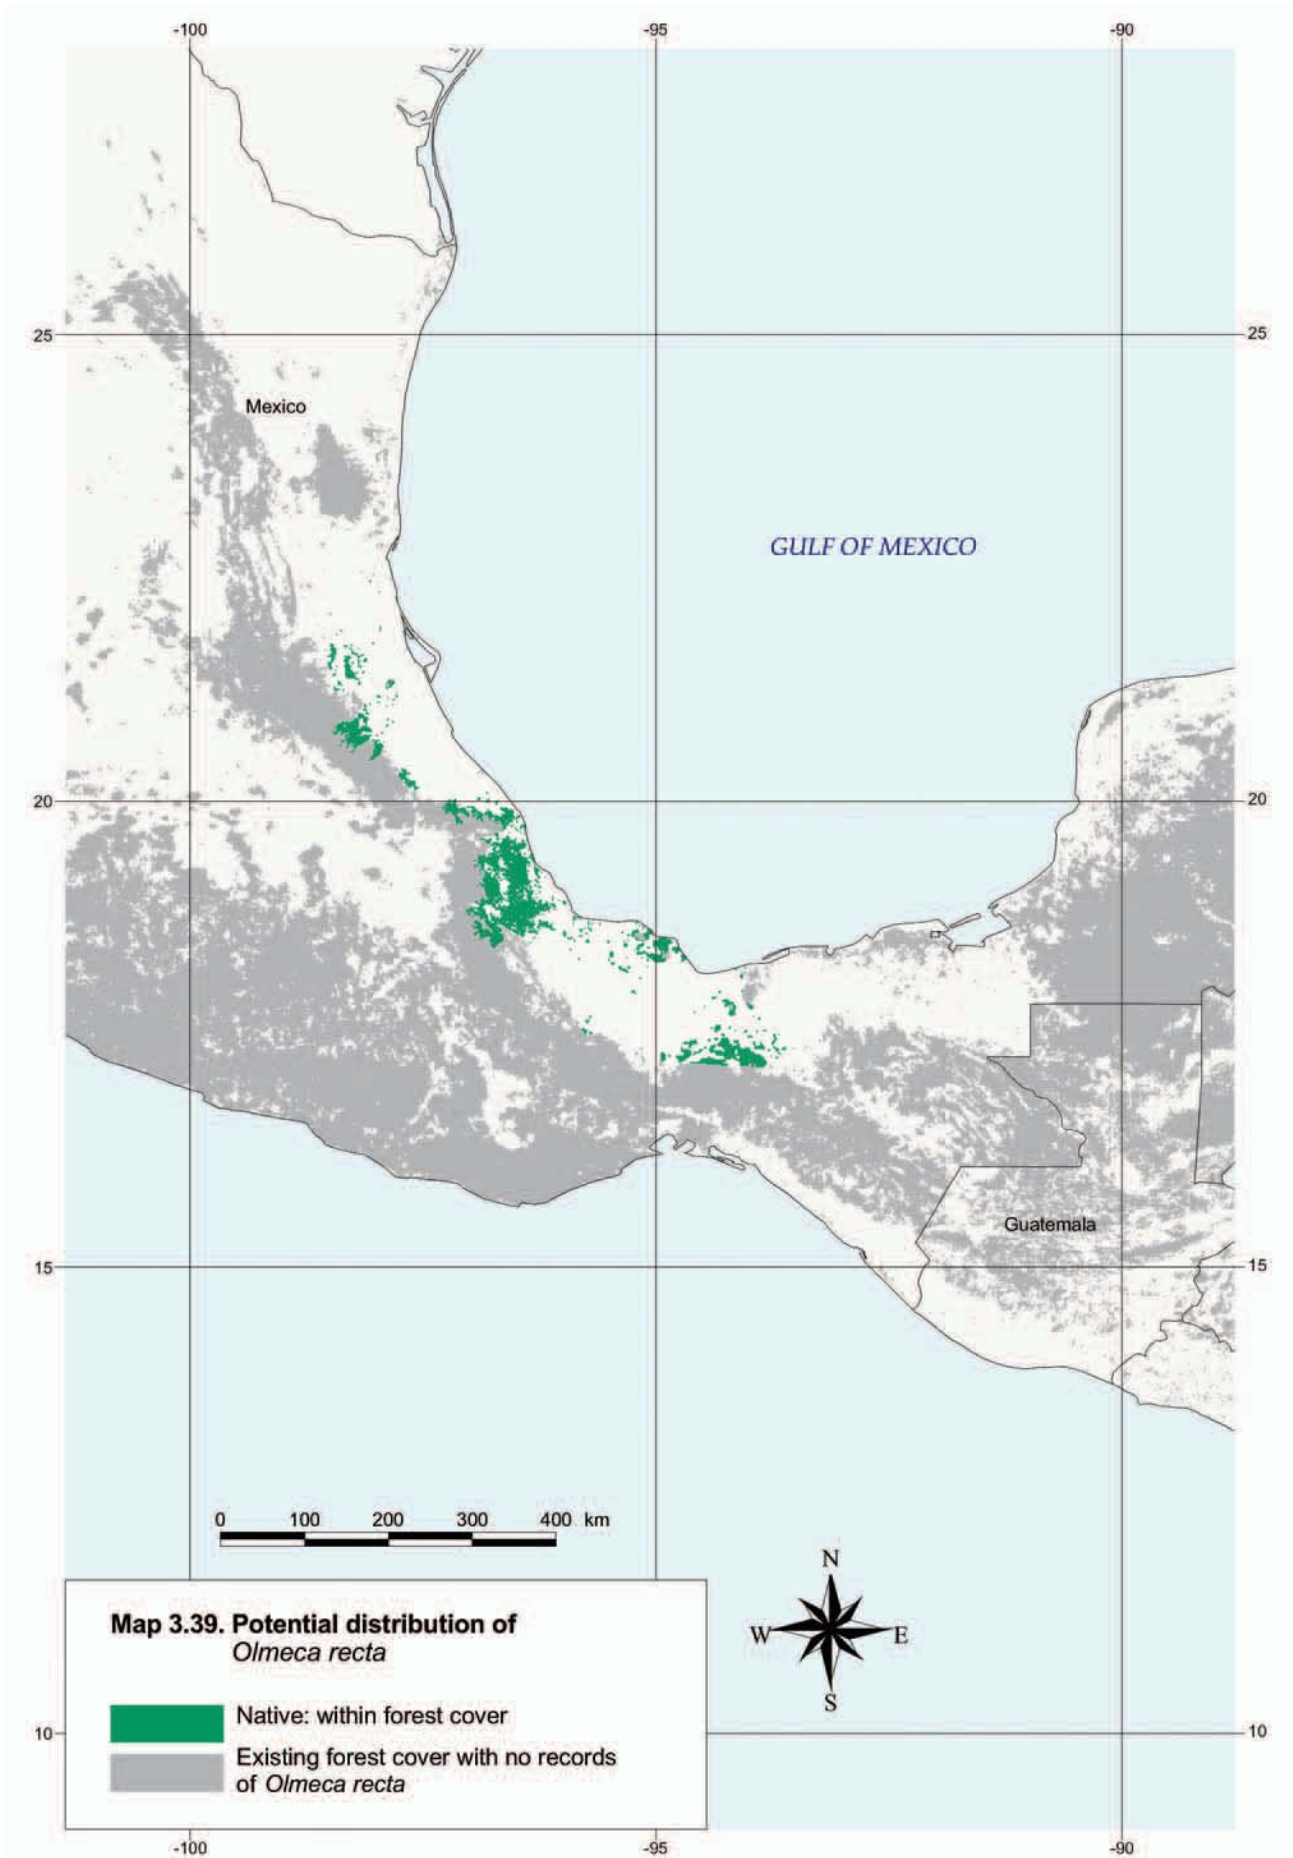 -100 -95 -90
25 25
Mexico
GULF OF MEXICO
20 20
Guatemala
15 15
0 100 200 300 400 km
N
W E
S
Map 3.39. Potential distribution of
Olmeca recta
Native: within forest cover
10 10
Existing forest cover with no records
of Olmeca recta
-100 -95 -90